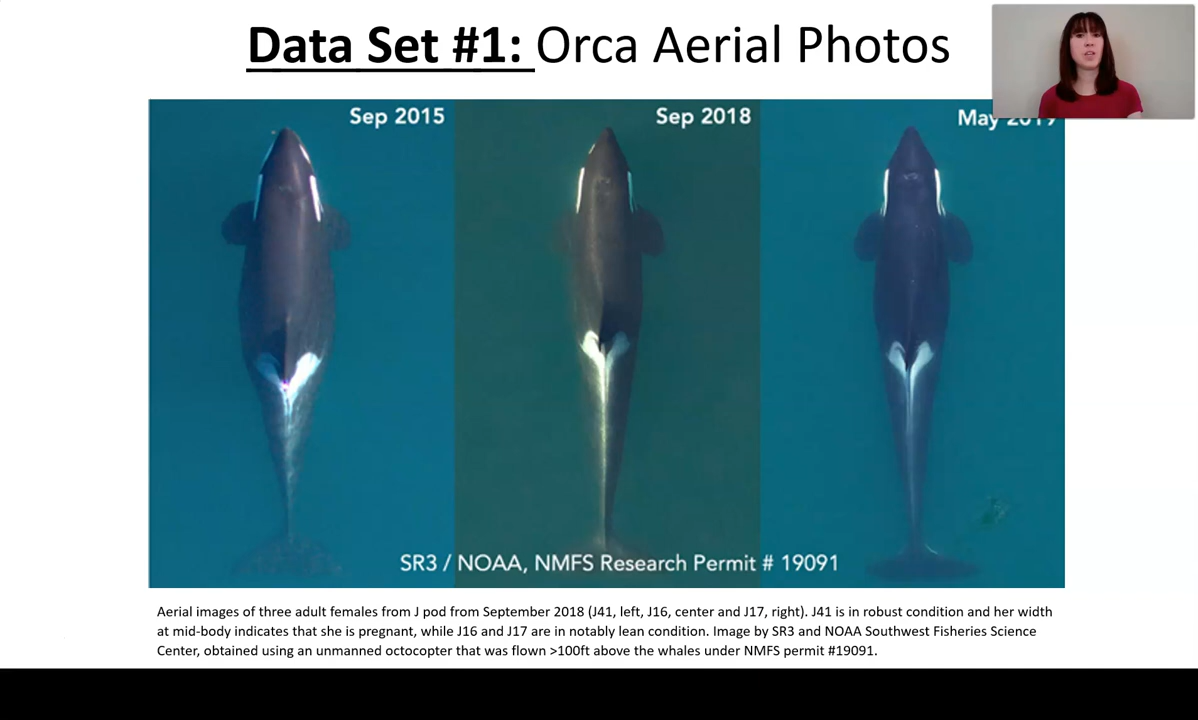 Data Set #1: Orca Aerial Photos
Sep 2015
Sep 2018
May 2019
SR3 / NOAA, NMFS Research Permit # 19091
Aerial images of three adult females from J pod from September 2018 (J41, left, J16, center and J17, right). J41 is in robust condition and her width
at mid-body indicates that she is pregnant, while J16 and J17 are in notably lean condition. Image by SR3 and NOAA Southwest Fisheries Science
Center, obtained using an unmanned octocopter that was flown >100ft above the whales under NMFS permit #19091.